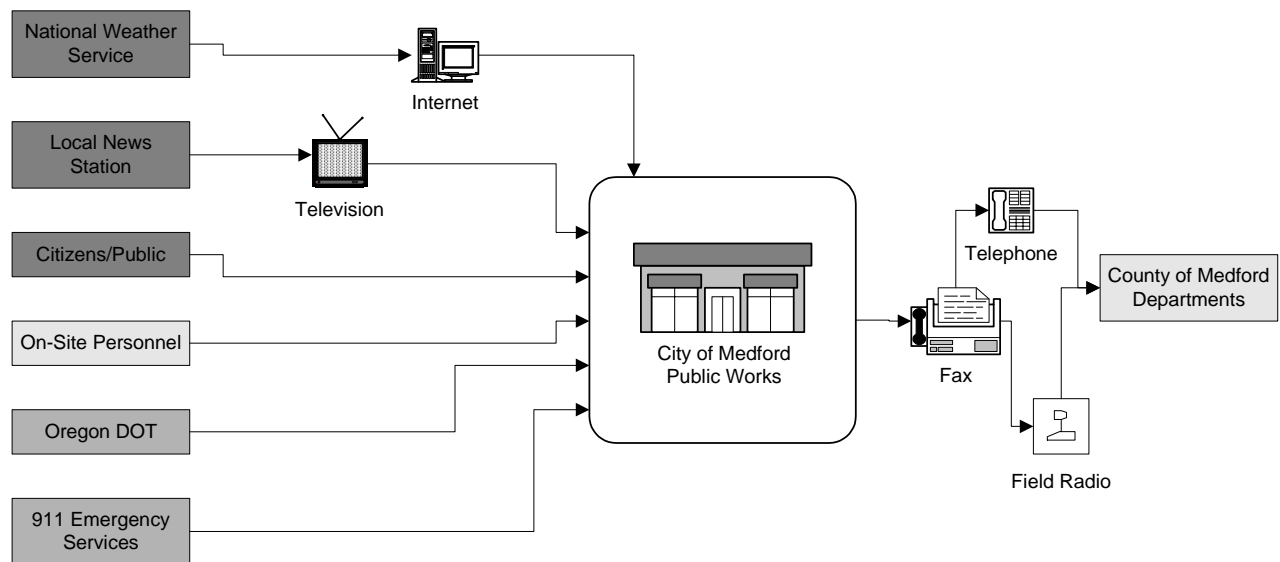 National Weather
Service
Internet
Local News
Station
Television
Citizens/Public
On-Site Personnel
Oregon DOT
911 Emergency
Services
City of Medford
Public Works
Telephone
Fax
Field Radio
County of Medford
Departments